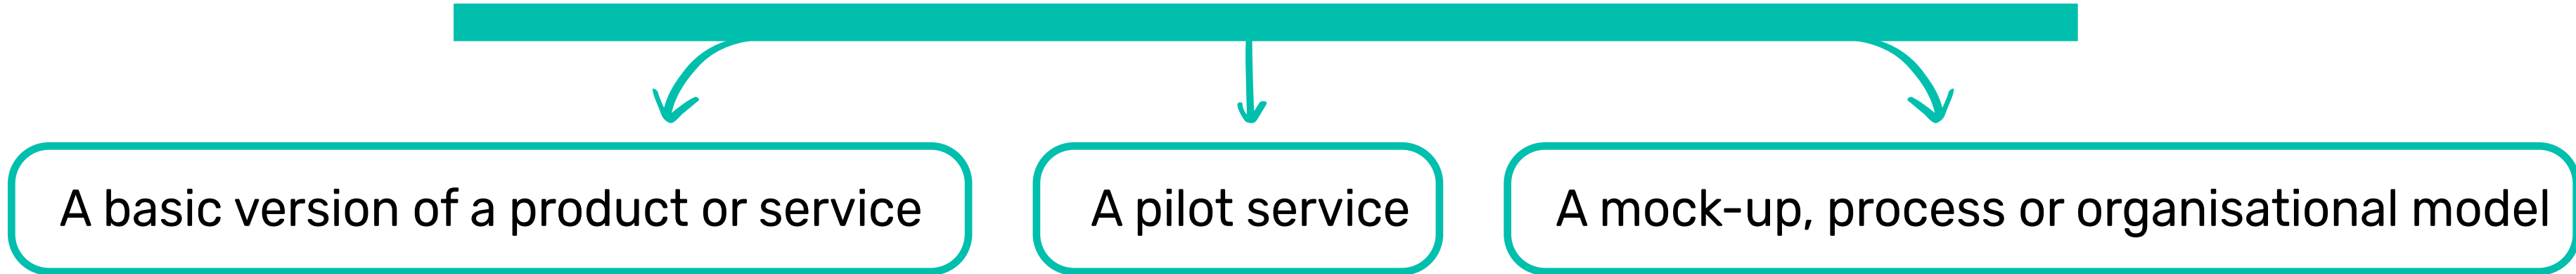 A basic version of a product or service
A pilot service
A mock-up, process or organisational model